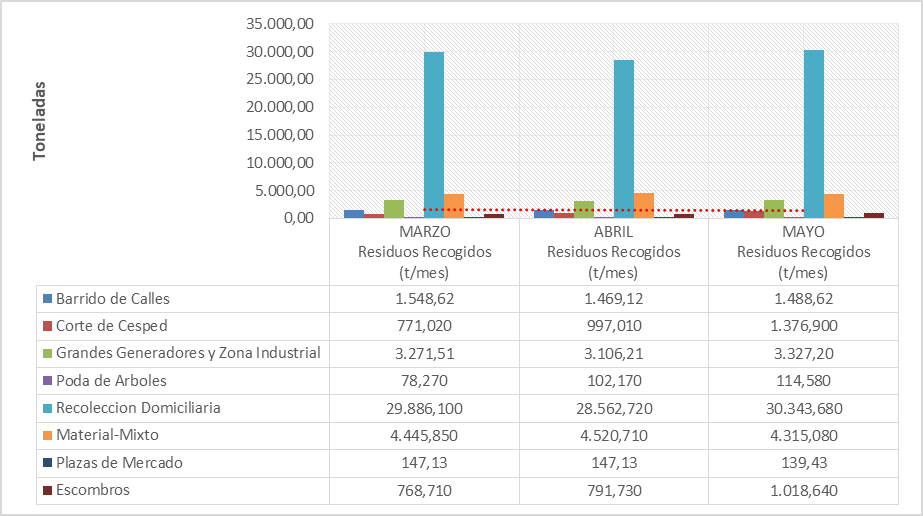 Toneladas
35.000,00
30.000,00
25.000,00
20.000,00
15.000,00
10.000,00
5.000,00
0,00
MARZO ABRIL MAYO
Residuos Recogidos Residuos Recogidos Residuos Recogidos
(t/mes) (t/mes) (t/mes)
Barrido de Calles 1.548,62 1.469,12 1.488,62
Corte de Cesped 771,020 997,010 1.376,900
Grandes Generadores y Zona Industrial 3.271,51 3.106,21 3.327,20
Poda de Arboles 78,270 102,170 114,580
Recoleccion Domiciliaria 29.886,100 28.562,720 30.343,680
Material-Mixto 4.445,850 4.520,710 4.315,080
Plazas de Mercado 147,13 147,13 139,43
Escombros 768,710 791,730 1.018,640